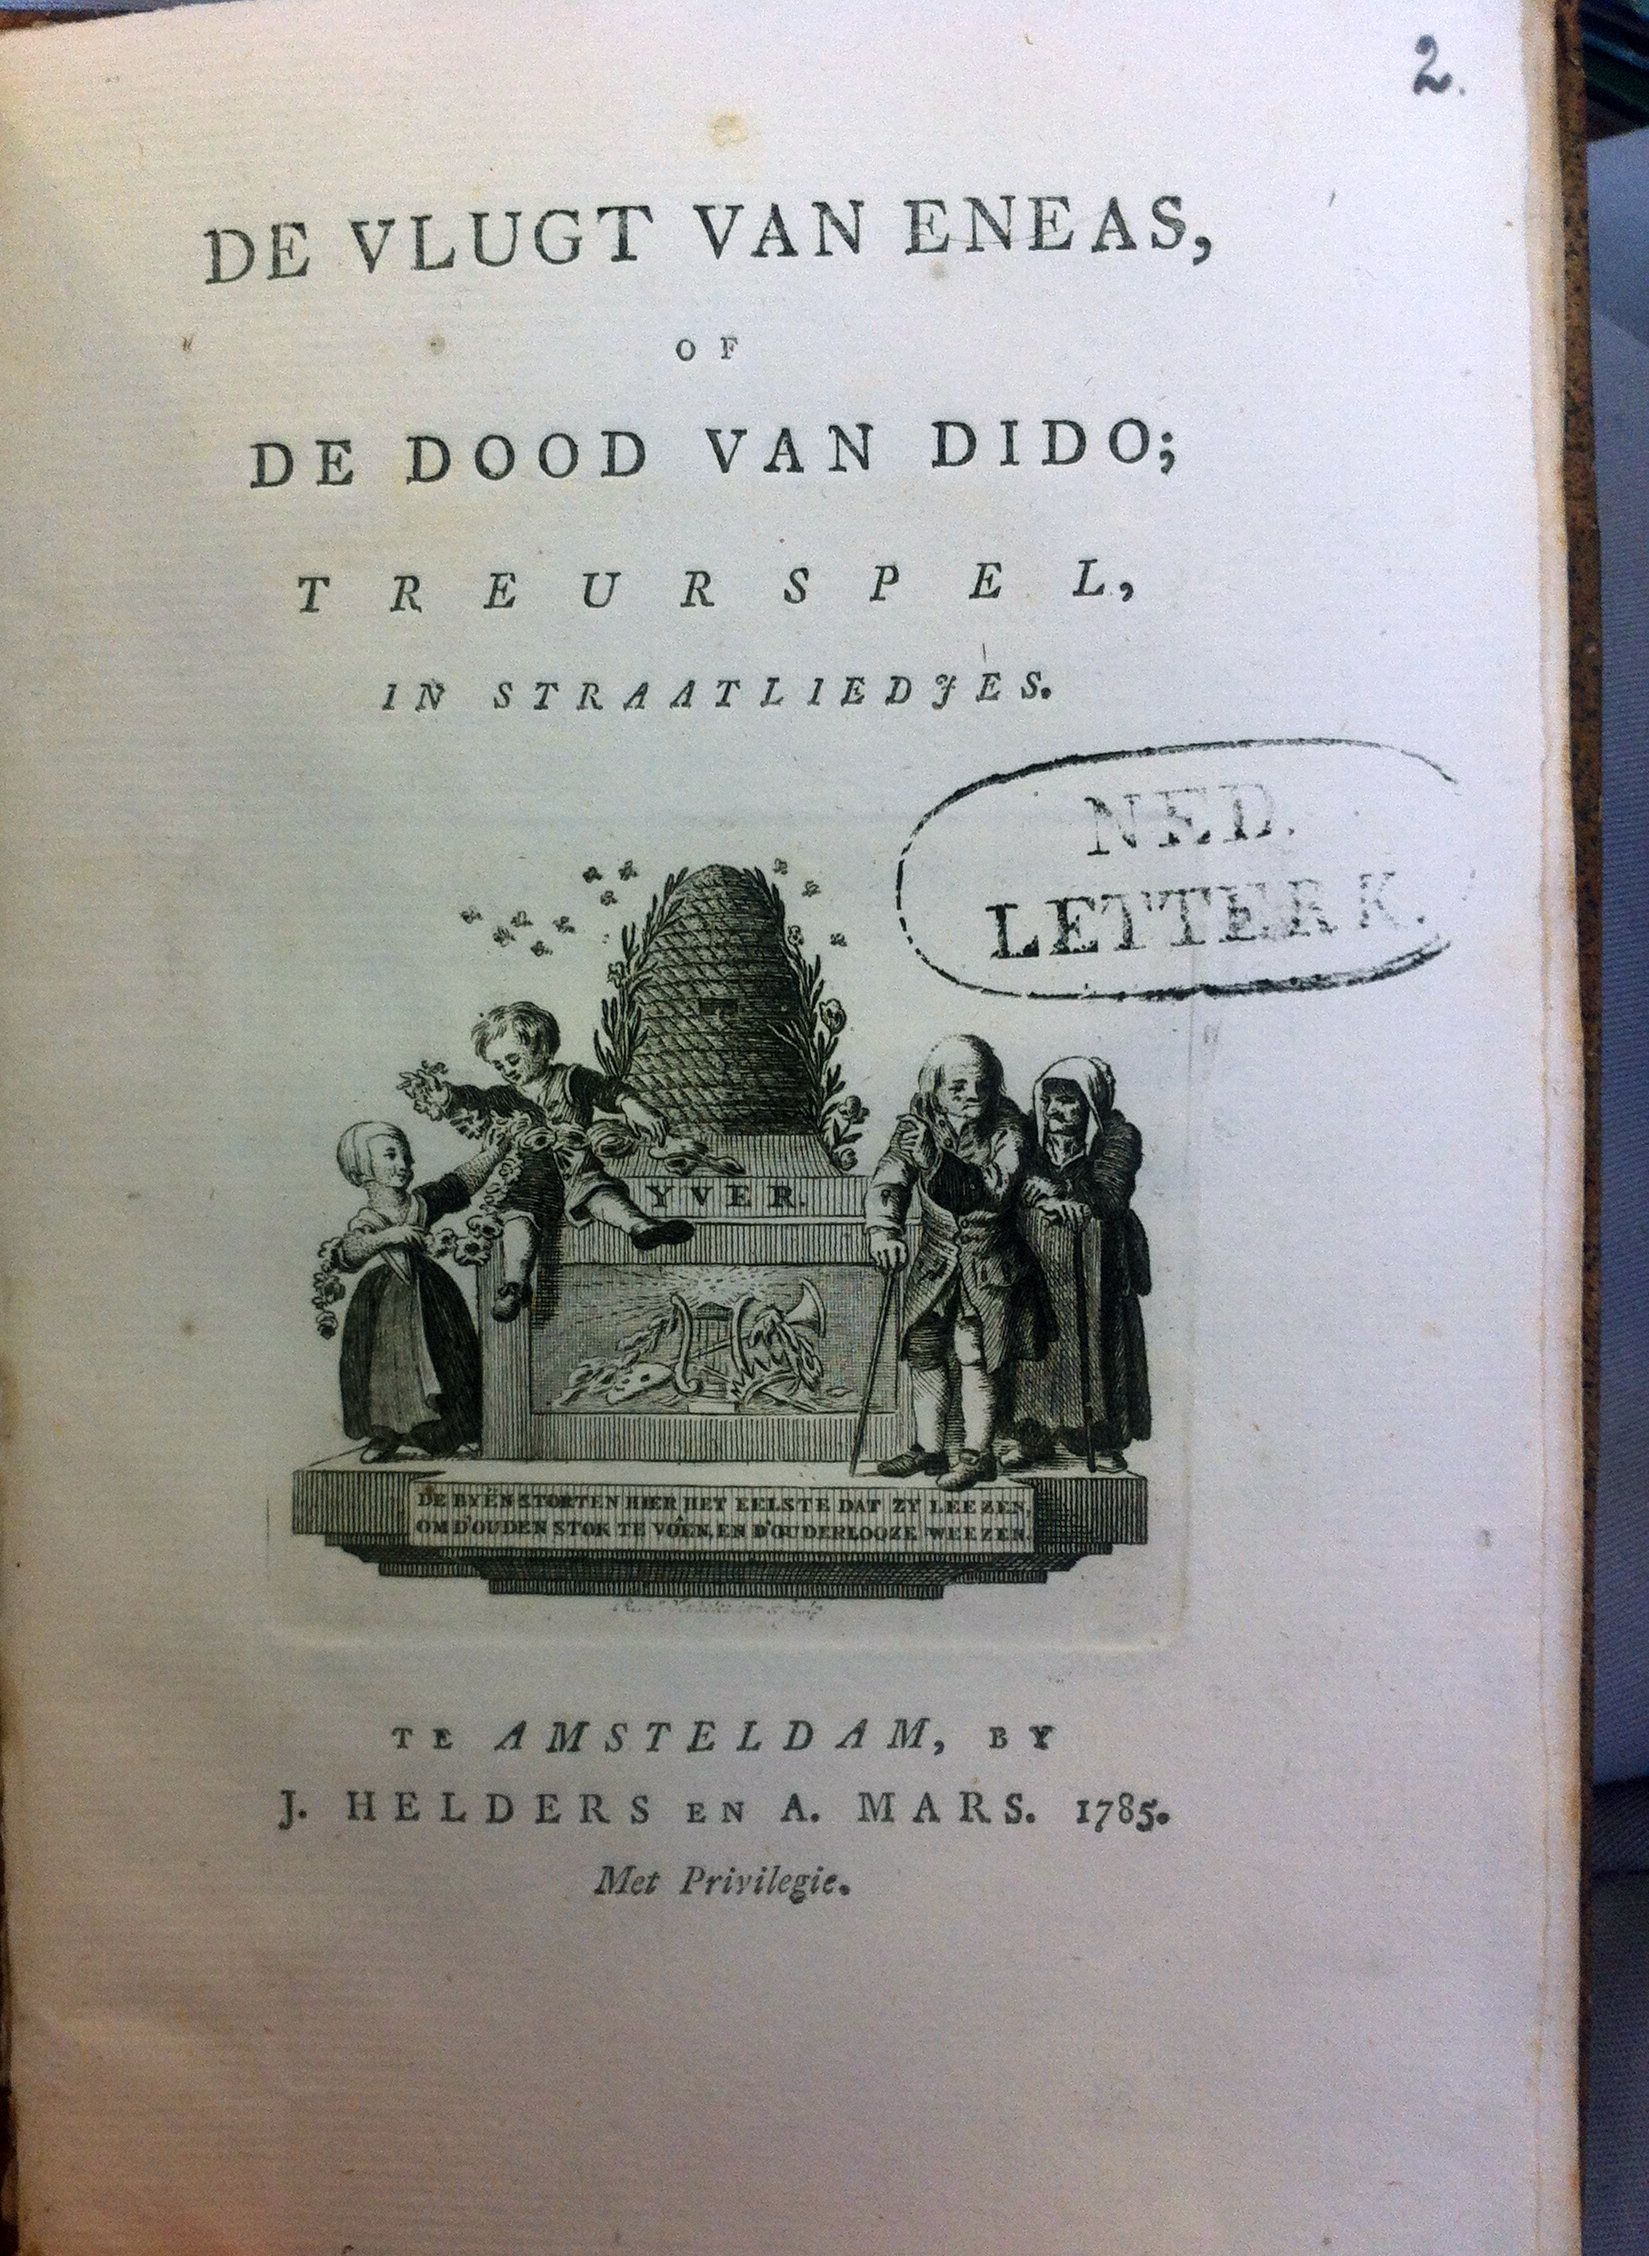 2.
DE VLUGT VAN ENEAS,
OF
DE DOOD VAN DIDO;
TREURSPEL,
IN STRAATLIEDJES.
NED.
LETTERK.
YVER.
DE BYËN STORTEN HIER HET EELSTE DAT ZY LEEZEN,
OM D'OUDEN STOK TE VOÊN, EN D'OUDERLOOZE WEEZEN.
TE AMSTELDAM, BY
J. HELDERS EN A. MARS. 1785.
Met Privilegie.